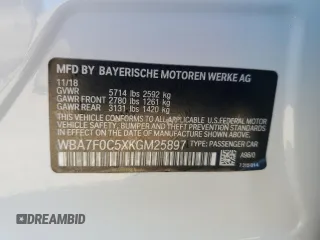 MFD BY BAYERISCHE MOTOREN WERKE AG
11/18
GVWR 5714 lbs 2592 kg
GAWR FRONT 2780 lbs 1261 kg
GAWR REAR 3131 lbs 1420 kg
THIS VEHICLE CONFORMS TO ALL APPLICABLE U.S. FEDERAL MOTOR VEHICLE SAFETY, BUMPER, AND THEFT PREVENTION STANDARDS IN EFFECT ON THE DATE OF MANUFACTURE SHOWN ABOVE.
WBA7F0C5XKGM25897 TYPE: PASSENGER CAR
DREAMBID